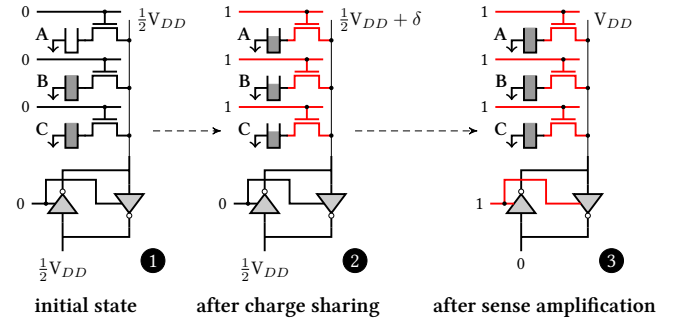 0 ½V_DD 1 ½V_DD + δ 1 V_DD
A A A
0 1 1
B B B
0 1 1
C C C
0 0 1
½V_DD 1 ½V_DD 2 0 3
initial state after charge sharing after sense amplification